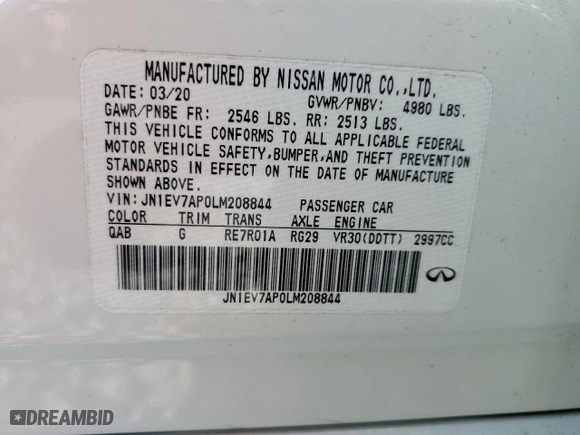 MANUFACTURED BY NISSAN MOTOR CO.,LTD.
DATE: 03/20 GVWR/PNBV: 4980 LBS.
GAWR/PNBE FR: 2546 LBS. RR: 2513 LBS.
THIS VEHICLE CONFORMS TO ALL APPLICABLE FEDERAL
MOTOR VEHICLE SAFETY,BUMPER,AND THEFT PREVENTION
STANDARDS IN EFFECT ON THE DATE OF MANUFACTURE
SHOWN ABOVE.
VIN: JN1EV7AP0LM208844 PASSENGER CAR
COLOR TRIM TRANS AXLE ENGINE
QAB G RE7R01A RG29 VR30(DDTT) 2997CC
JN1EV7AP0LM208844
DREAMBID